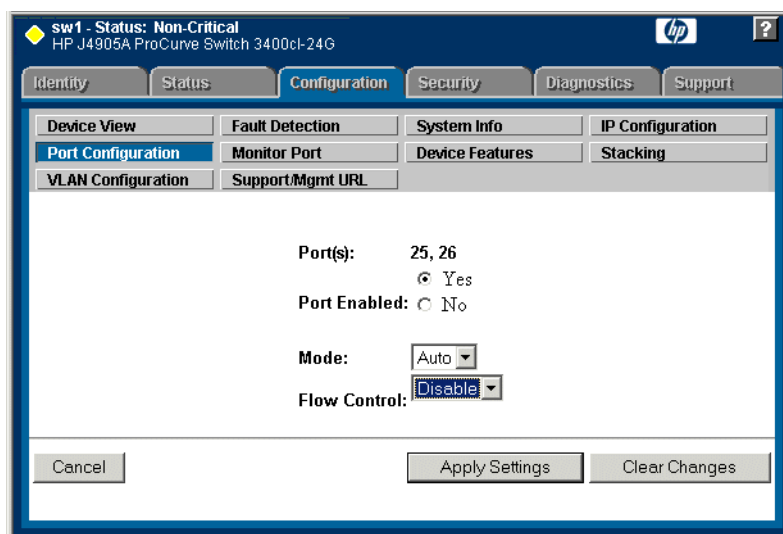 sw1 - Status: Non-Critical
HP J4905A ProCurve Switch 3400cl-24G
hp
?
Identity Status Configuration Security Diagnostics Support
Device View Fault Detection System Info IP Configuration
Port Configuration Monitor Port Device Features Stacking
VLAN Configuration Support/Mgmt URL
Port(s): 25, 26
Yes
Port Enabled: No
Mode: Auto
Flow Control: Disable
Cancel Apply Settings Clear Changes